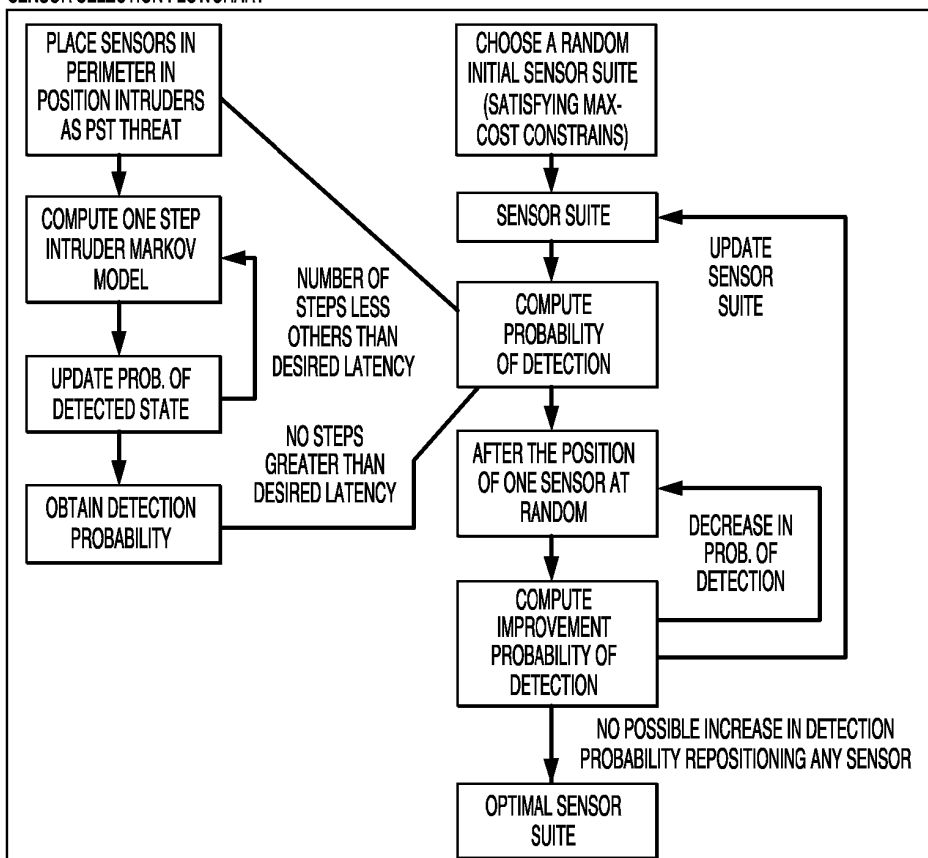 PLACE SENSORS IN
PERIMETER IN
POSITION INTRUDERS
AS PST THREAT
COMPUTE ONE STEP
INTRUDER MARKOV
MODEL
UPDATE PROB. OF
DETECTED STATE
OBTAIN DETECTION
PROBABILITY
NUMBER OF
STEPS LESS
OTHERS THAN
DESIRED LATENCY
NO STEPS
GREATER THAN
DESIRED LATENCY
CHOOSE A RANDOM
INITIAL SENSOR SUITE
(SATISFYING MAX-
COST CONSTRAINS)
SENSOR SUITE
COMPUTE
PROBABILITY
OF DETECTION
AFTER THE POSITION
OF ONE SENSOR AT
RANDOM
COMPUTE
IMPROVEMENT
PROBABILITY OF
DETECTION
UPDATE
SENSOR
SUITE
DECREASE IN
PROB. OF
DETECTION
NO POSSIBLE INCREASE IN DETECTION
PROBABILITY REPOSITIONING ANY SENSOR
OPTIMAL SENSOR
SUITE